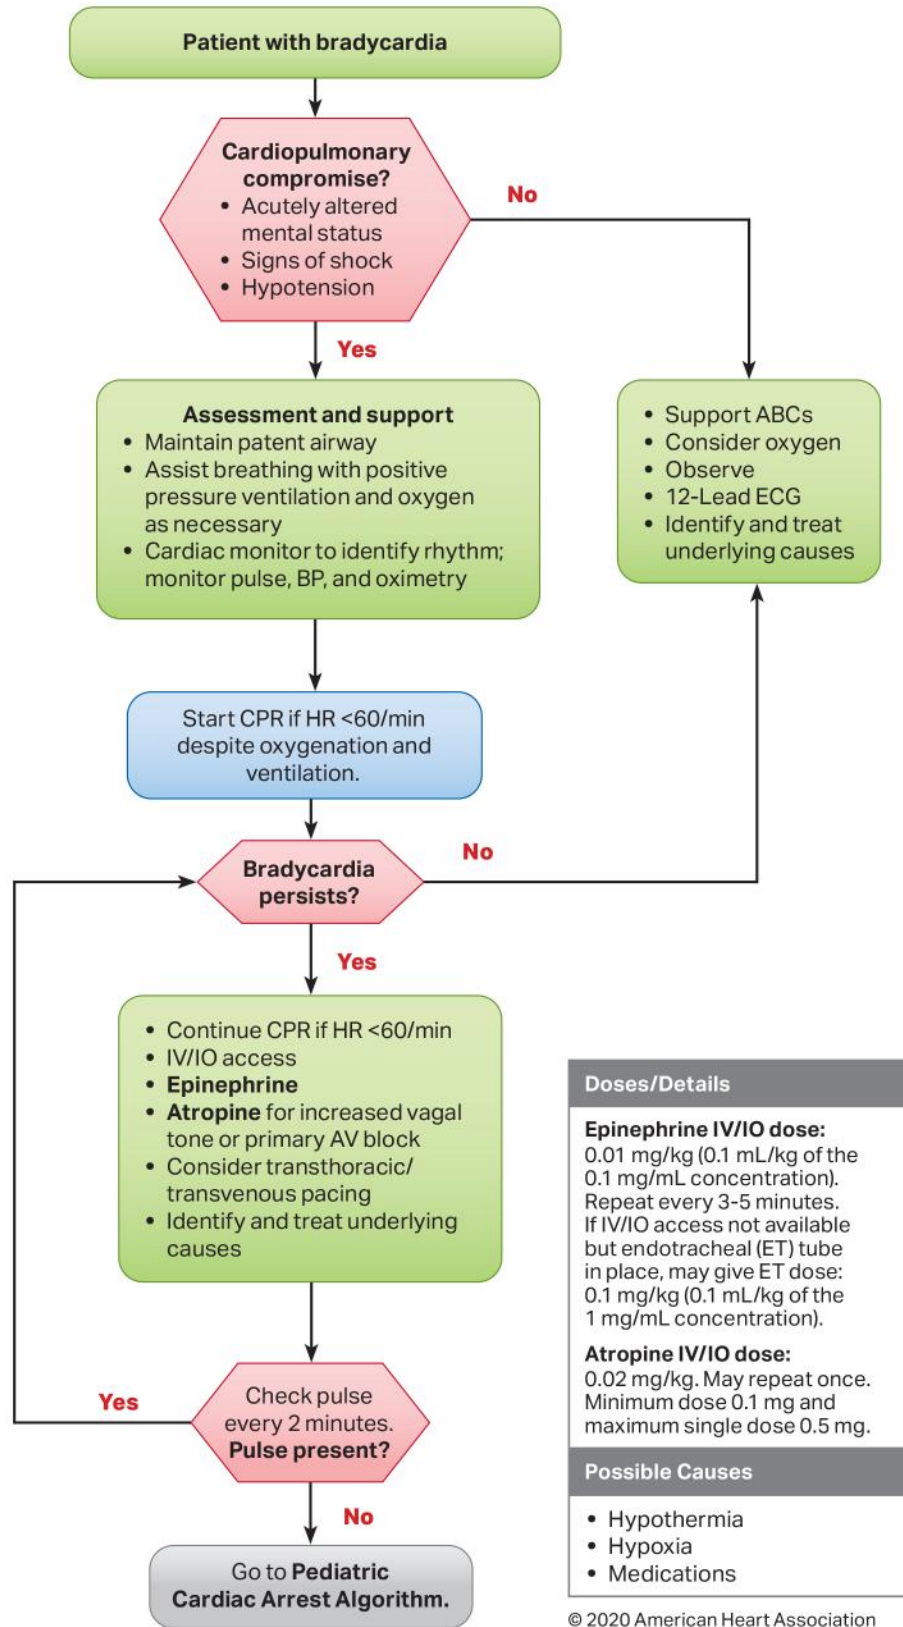 Patient with bradycardia
Cardiopulmonary
compromise?
• Acutely altered
mental status
• Signs of shock
• Hypotension
No
Yes
Assessment and support
• Maintain patent airway
• Assist breathing with positive
pressure ventilation and oxygen
as necessary
• Cardiac monitor to identify rhythm;
monitor pulse, BP, and oximetry
• Support ABCs
• Consider oxygen
• Observe
• 12-Lead ECG
• Identify and treat
underlying causes
Start CPR if HR <60/min
despite oxygenation and
ventilation.
Bradycardia
persists?
No
Yes
• Continue CPR if HR <60/min
• IV/IO access
• Epinephrine
• Atropine for increased vagal
tone or primary AV block
• Consider transthoracic/
transvenous pacing
• Identify and treat underlying
causes
Check pulse
every 2 minutes.
Pulse present?
Yes
No
Go to Pediatric
Cardiac Arrest Algorithm.
Doses/Details
Epinephrine IV/IO dose:
0.01 mg/kg (0.1 mL/kg of the
0.1 mg/mL concentration).
Repeat every 3-5 minutes.
If IV/IO access not available
but endotracheal (ET) tube
in place, may give ET dose:
0.1 mg/kg (0.1 mL/kg of the
1 mg/mL concentration).
Atropine IV/IO dose:
0.02 mg/kg. May repeat once.
Minimum dose 0.1 mg and
maximum single dose 0.5 mg.
Possible Causes
• Hypothermia
• Hypoxia
• Medications
© 2020 American Heart Association